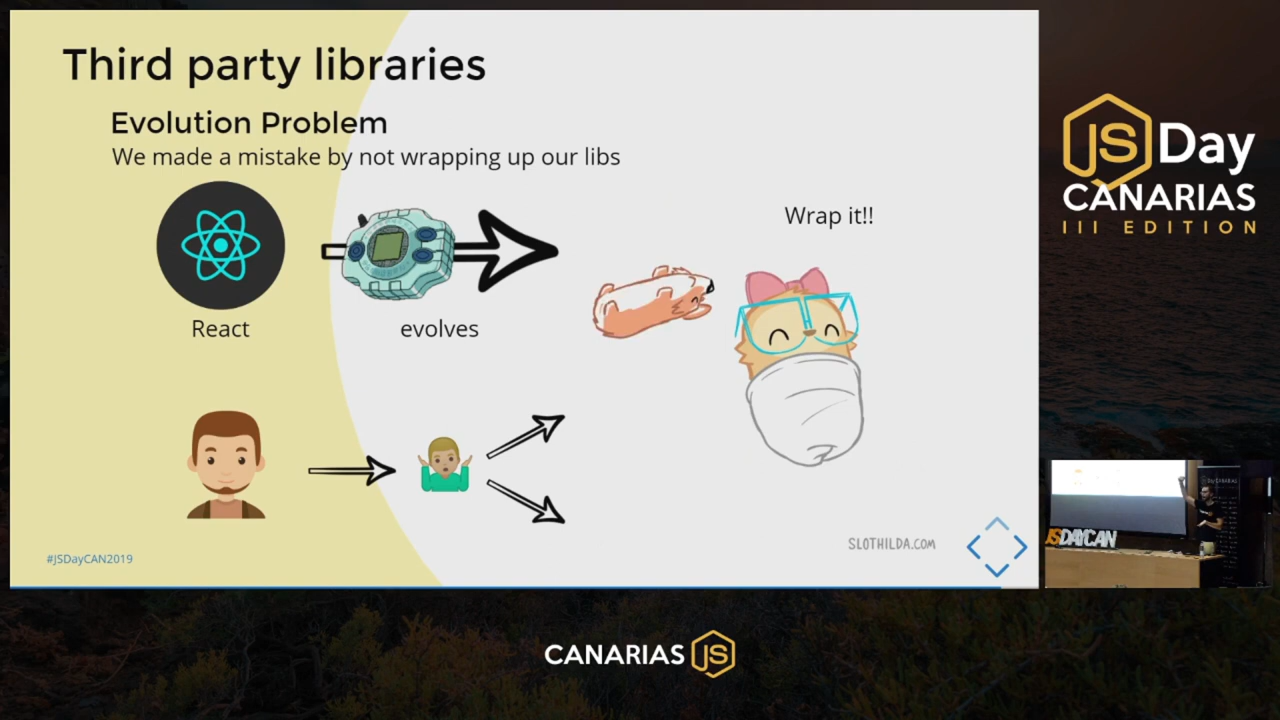 Third party libraries
Evolution Problem
We made a mistake by not wrapping up our libs
Wrap it!!
React
evolves
SLOTHILDA.COM
#JSDayCAN2019
JS Day
CANARIAS
III EDITION
JSDAYCAN
CANARIAS JS